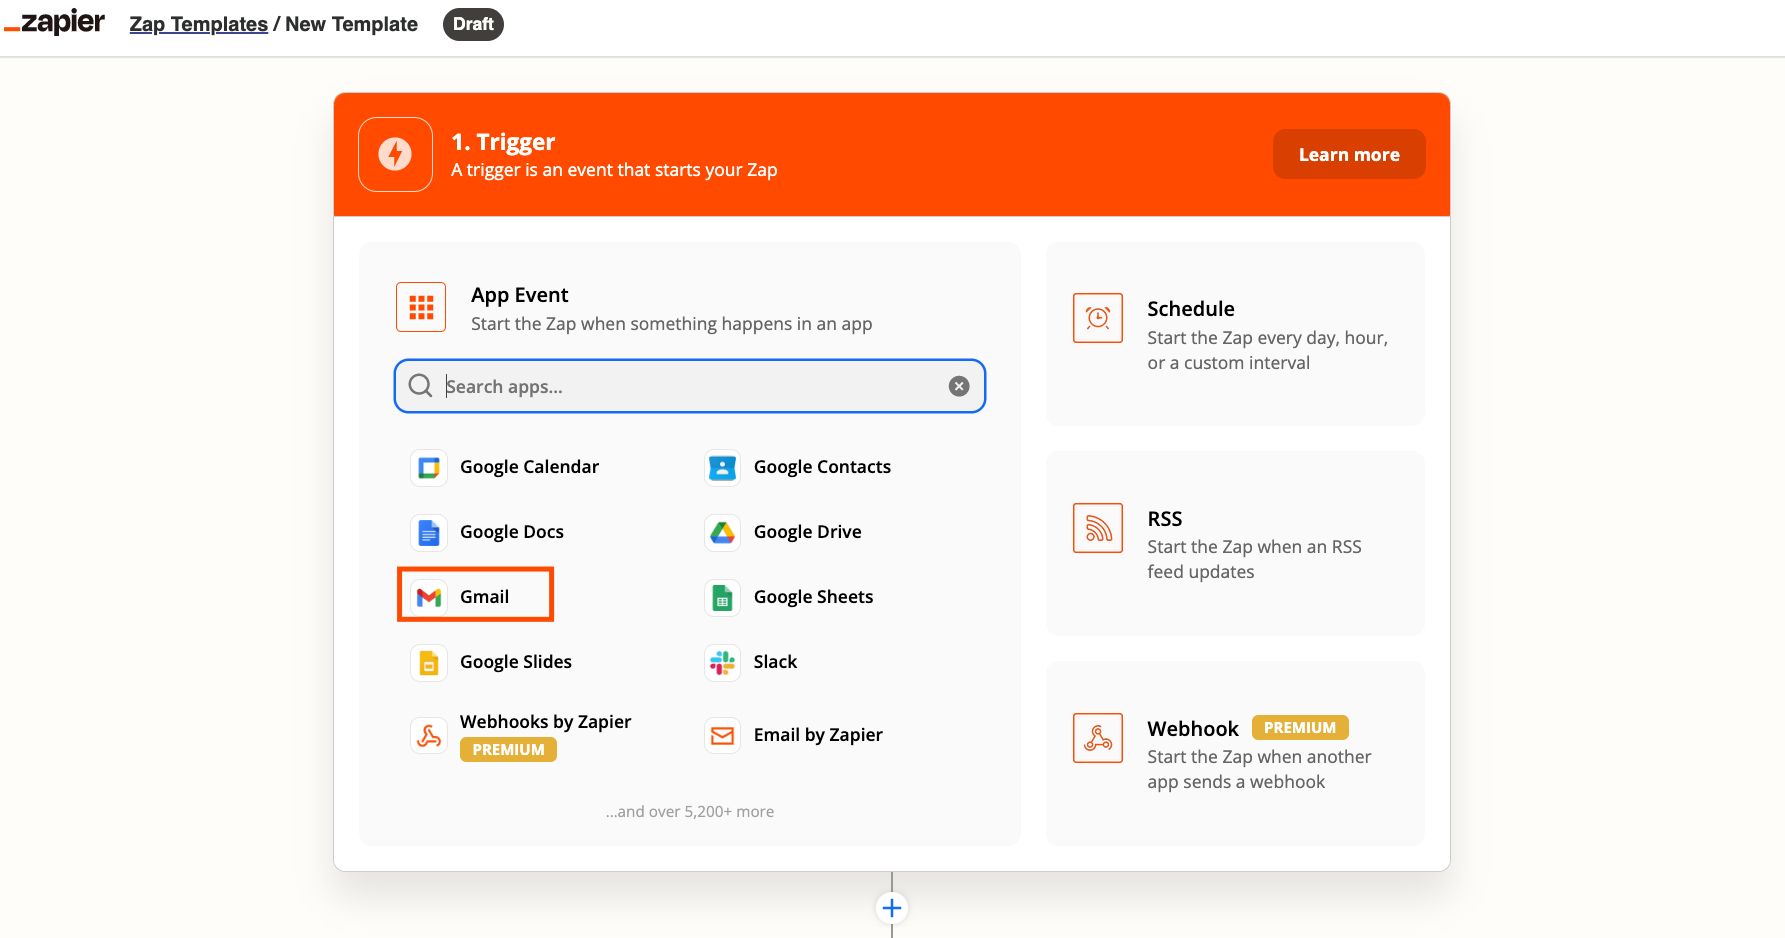 zapier
Zap Templates / New Template
Draft
1. Trigger
A trigger is an event that starts your Zap
Learn more
App Event
Start the Zap when something happens in an app
Search apps...
Google Calendar
Google Contacts
Google Docs
Google Drive
Gmail
Google Sheets
Google Slides
Slack
Webhooks by Zapier
PREMIUM
Email by Zapier
...and over 5,200+ more
Schedule
Start the Zap every day, hour,
or a custom interval
RSS
Start the Zap when an RSS
feed updates
Webhook PREMIUM
Start the Zap when another
app sends a webhook